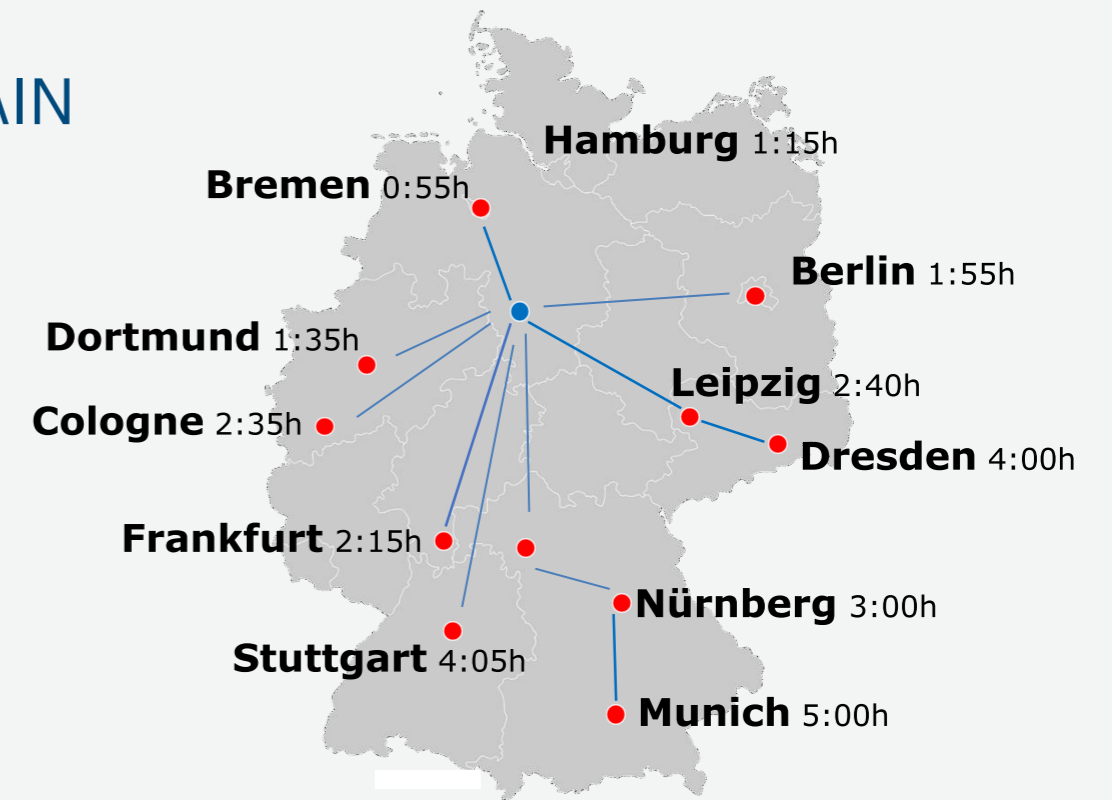 AIN
Hamburg 1:15h
Bremen 0:55h
Berlin 1:55h
Dortmund 1:35h
Leipzig 2:40h
Cologne 2:35h
Dresden 4:00h
Frankfurt 2:15h
Nürnberg 3:00h
Stuttgart 4:05h
Munich 5:00h